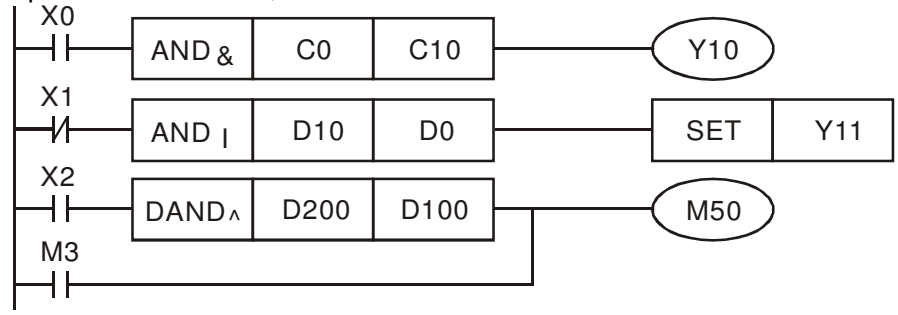 X0
AND & C0 C10 Y10
X1
AND | D10 D0 SET Y11
X2
DAND ^ D200 D100 M50
M3